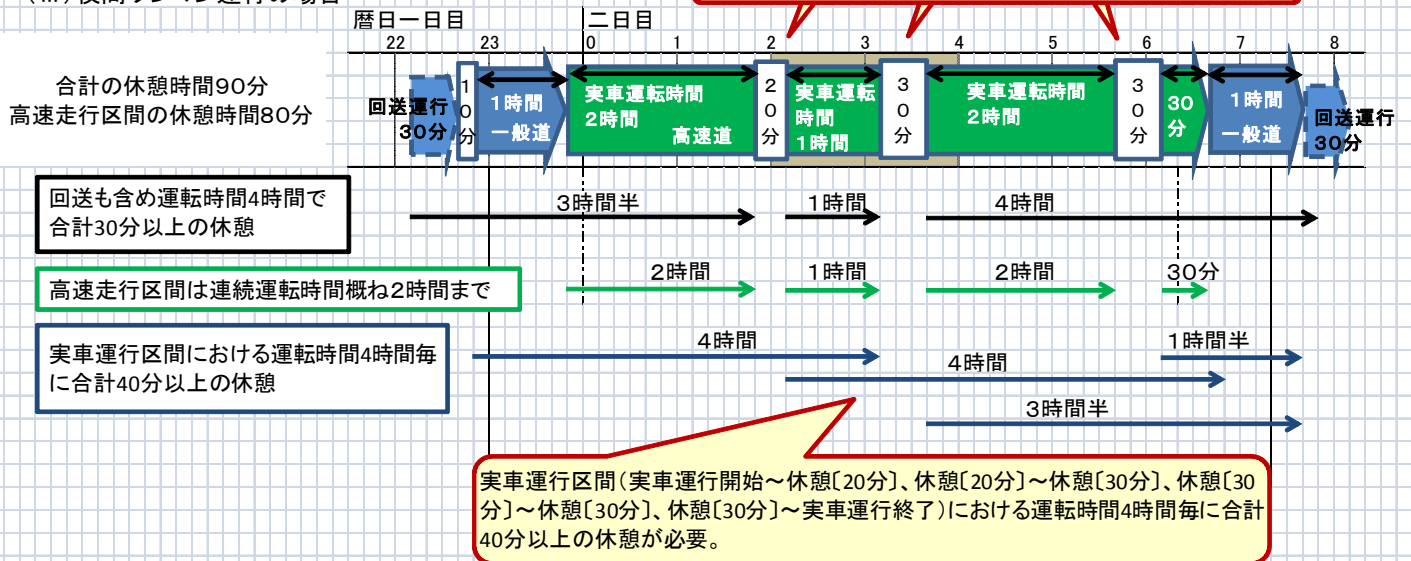 (ⅲ)夜間ワンマン運行の場合
暦日一日目
二日目
22 23 0 1 2 3 4 5 6 7 8
合計の休憩時間90分
高速走行区間の休憩時間80分
回送運行
30分
10分
1時間
一般道
実車運転時間
2時間
高速道
20分
実車運転
時間
1時間
30分
実車運転時間
2時間
30分
30
分
1時間
一般道
回送運行
30分
回送も含め運転時間4時間で
合計30分以上の休憩
3時間半
1時間
4時間
高速走行区間は連続運転時間概ね2時間まで
2時間
1時間
2時間
30分
実車運行区間における運転時間4時間毎
に合計40分以上の休憩
4時間
1時間半
4時間
3時間半
実車運行区間(実車運行開始~休憩〔20分〕、休憩〔20分〕~休憩〔30分〕、休憩〔30
分〕~休憩〔30分〕、休憩〔30分〕~実車運行終了)における運転時間4時間毎に合計
40分以上の休憩が必要。